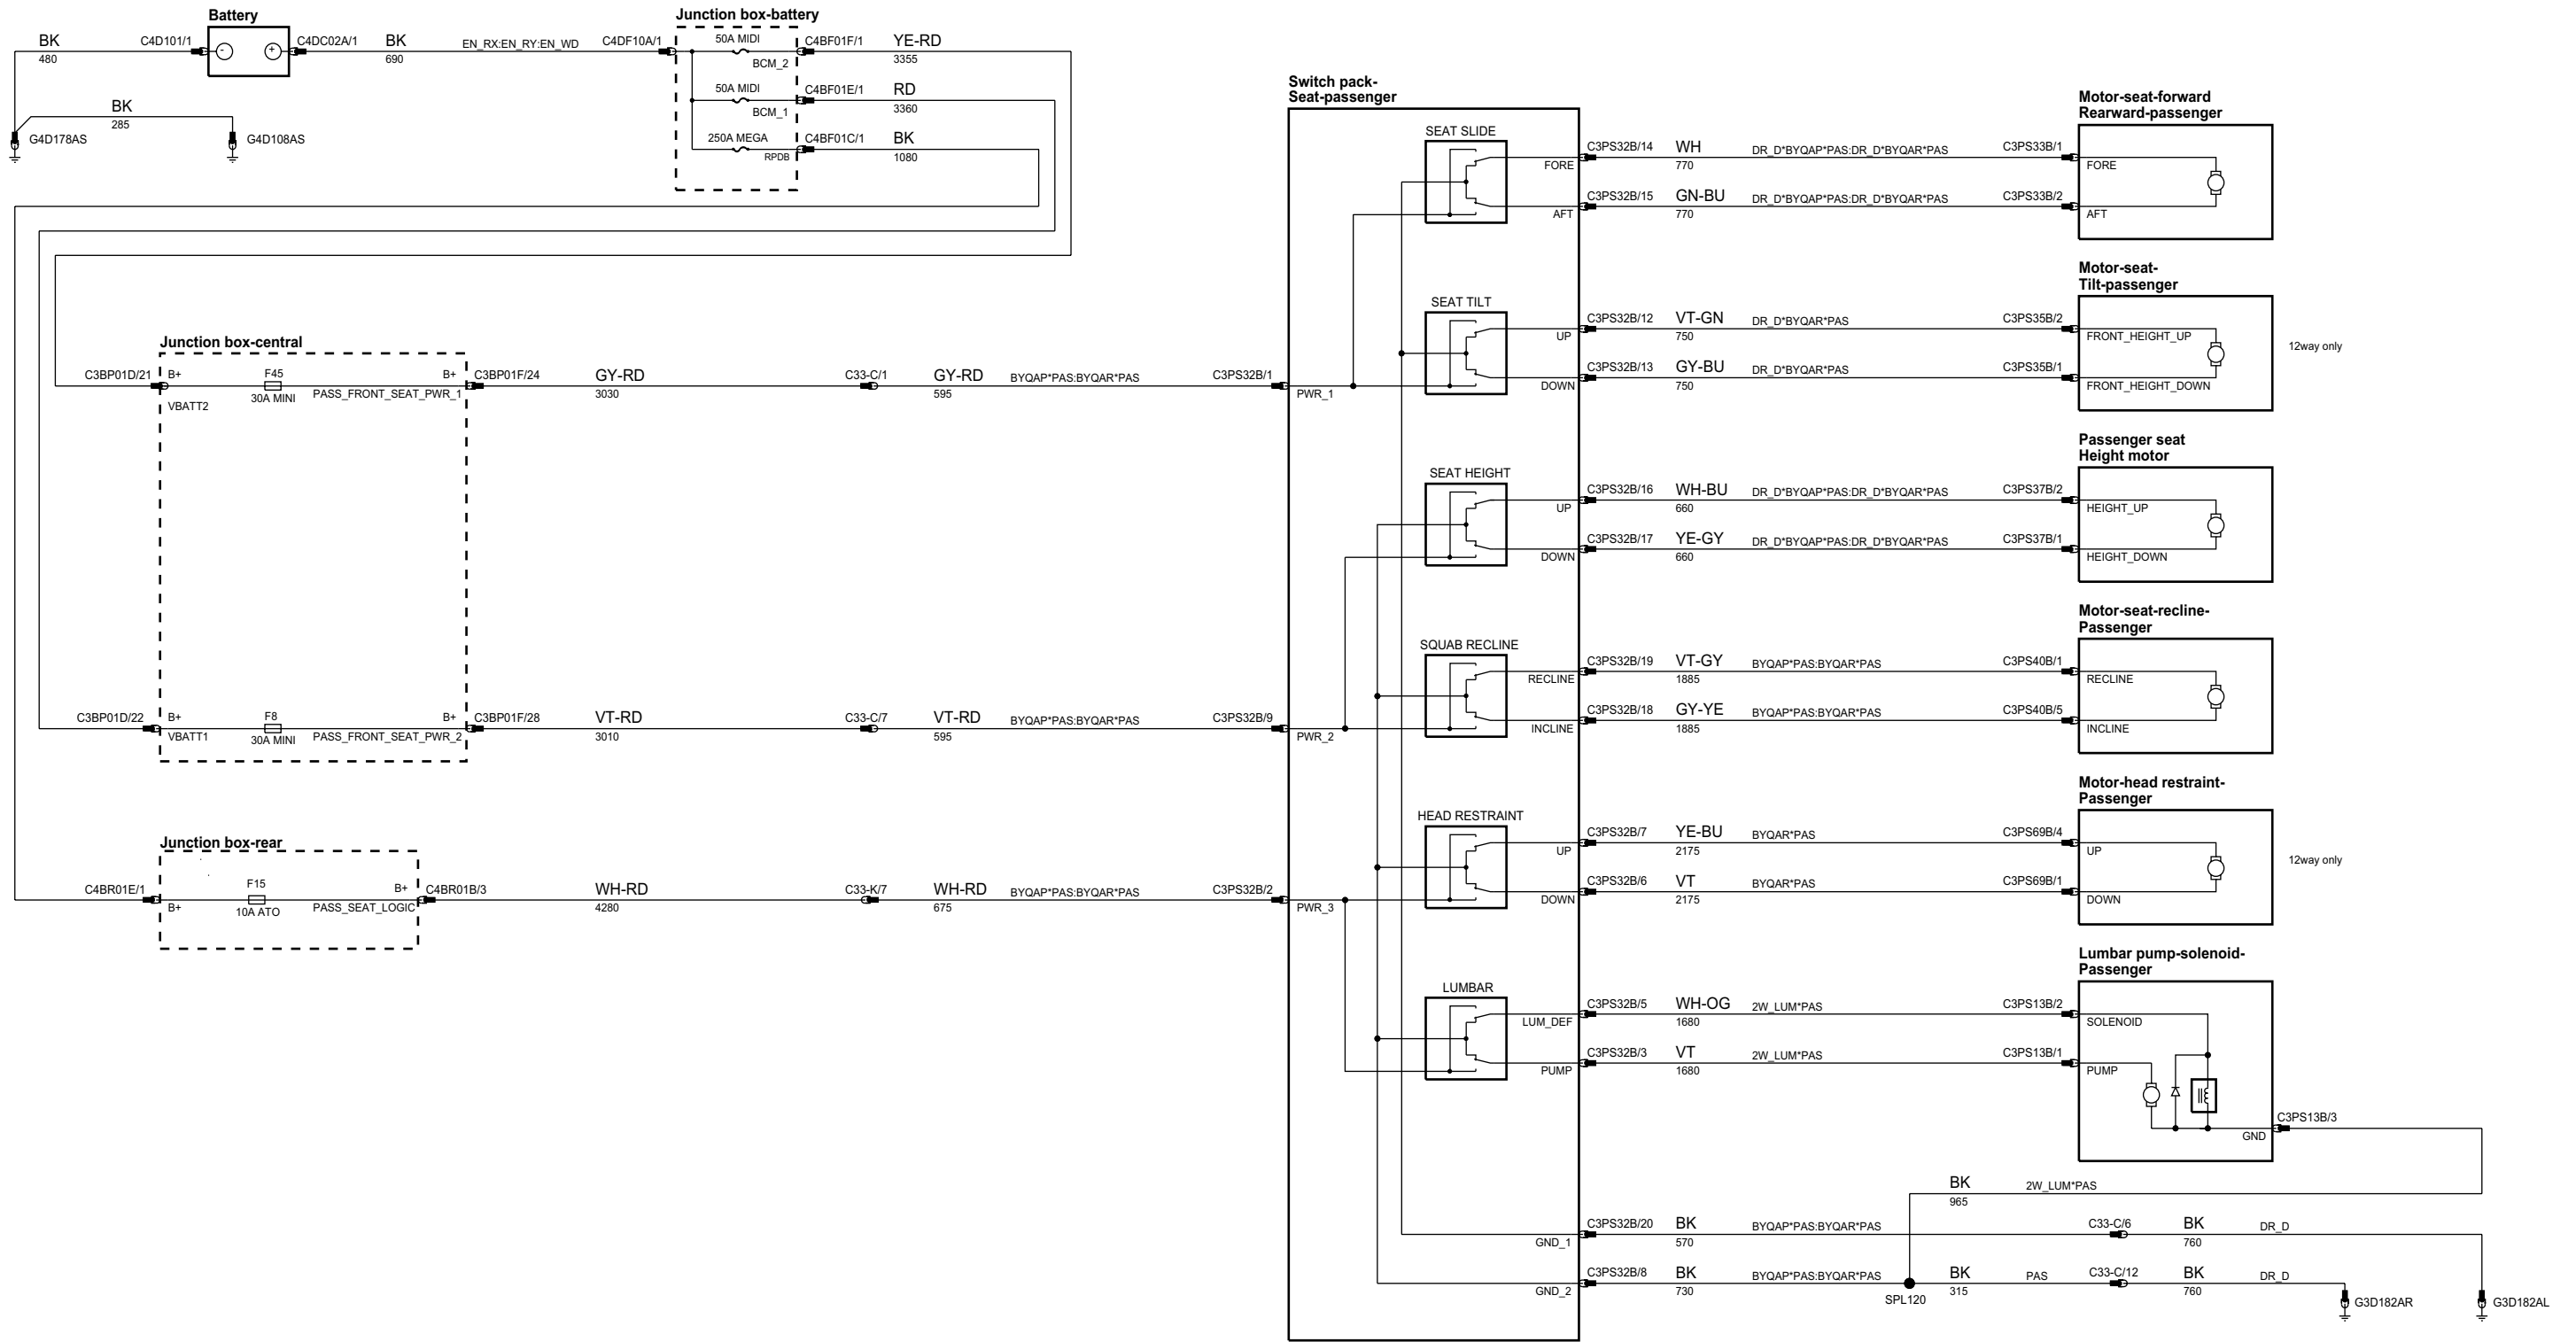 Battery
BK
480
C4D101/1
-
+
C4DC02A/1
BK
690
EN_RX:EN_RY:EN_WD
C4DF10A/1
BK
285
G4D178AS
G4D108AS
Junction box-battery
50A MIDI
BCM_2
C4BF01F/1
YE-RD
3355
50A MIDI
BCM_1
C4BF01E/1
RD
3360
250A MEGA
RPDB
C4BF01C/1
BK
1080
Junction box-central
C3BP01D/21
B+
VBATT2
F45
30A MINI
B+
PASS_FRONT_SEAT_PWR_1
C3BP01F/24
GY-RD
3030
C33-C/1
GY-RD
595
BYQAP*PAS:BYQAR*PAS
C3PS32B/1
PWR_1
C3BP01D/22
B+
VBATT1
F8
30A MINI
B+
PASS_FRONT_SEAT_PWR_2
C3BP01F/28
VT-RD
3010
C33-C/7
VT-RD
595
BYQAP*PAS:BYQAR*PAS
C3PS32B/9
PWR_2
Junction box-rear
C4BR01E/1
B+
F15
10A ATO
B+
PASS_SEAT_LOGIC
C4BR01B/3
WH-RD
4280
C33-K/7
WH-RD
675
BYQAP*PAS:BYQAR*PAS
C3PS32B/2
PWR_3
Switch pack-
Seat-passenger
SEAT SLIDE
FORE
C3PS32B/14
WH
770
DR_D*BYQAP*PAS:DR_D*BYQAR*PAS
C3PS33B/1
AFT
C3PS32B/15
GN-BU
770
DR_D*BYQAP*PAS:DR_D*BYQAR*PAS
C3PS33B/2
Motor-seat-forward
Rearward-passenger
FORE
AFT
SEAT TILT
UP
C3PS32B/12
VT-GN
750
DR_D*BYQAR*PAS
C3PS35B/2
DOWN
C3PS32B/13
GY-BU
750
DR_D*BYQAR*PAS
C3PS35B/1
Motor-seat-
Tilt-passenger
FRONT_HEIGHT_UP
FRONT_HEIGHT_DOWN
12way only
SEAT HEIGHT
UP
C3PS32B/16
WH-BU
660
DR_D*BYQAP*PAS:DR_D*BYQAR*PAS
C3PS37B/2
DOWN
C3PS32B/17
YE-GY
660
DR_D*BYQAP*PAS:DR_D*BYQAR*PAS
C3PS37B/1
Passenger seat
Height motor
HEIGHT_UP
HEIGHT_DOWN
SQUAB RECLINE
RECLINE
C3PS32B/19
VT-GY
1885
BYQAP*PAS:BYQAR*PAS
C3PS40B/1
INCLINE
C3PS32B/18
GY-YE
1885
BYQAP*PAS:BYQAR*PAS
C3PS40B/5
Motor-seat-recline-
Passenger
RECLINE
INCLINE
HEAD RESTRAINT
UP
C3PS32B/7
YE-BU
2175
BYQAR*PAS
C3PS69B/4
DOWN
C3PS32B/6
VT
2175
BYQAR*PAS
C3PS69B/1
Motor-head restraint-
Passenger
UP
DOWN
12way only
LUMBAR
LUM_DEF
C3PS32B/5
WH-OG
1680
2W_LUM*PAS
C3PS13B/2
PUMP
C3PS32B/3
VT
1680
2W_LUM*PAS
C3PS13B/1
Lumbar pump-solenoid-
Passenger
SOLENOID
PUMP
GND
C3PS13B/3
BK
965
2W_LUM*PAS
GND_1
C3PS32B/20
BK
570
BYQAP*PAS:BYQAR*PAS
C33-C/6
BK
760
DR_D
GND_2
C3PS32B/8
BK
730
BYQAP*PAS:BYQAR*PAS
SPL120
BK
315
PAS
C33-C/12
BK
760
DR_D
G3D182AR
G3D182AL